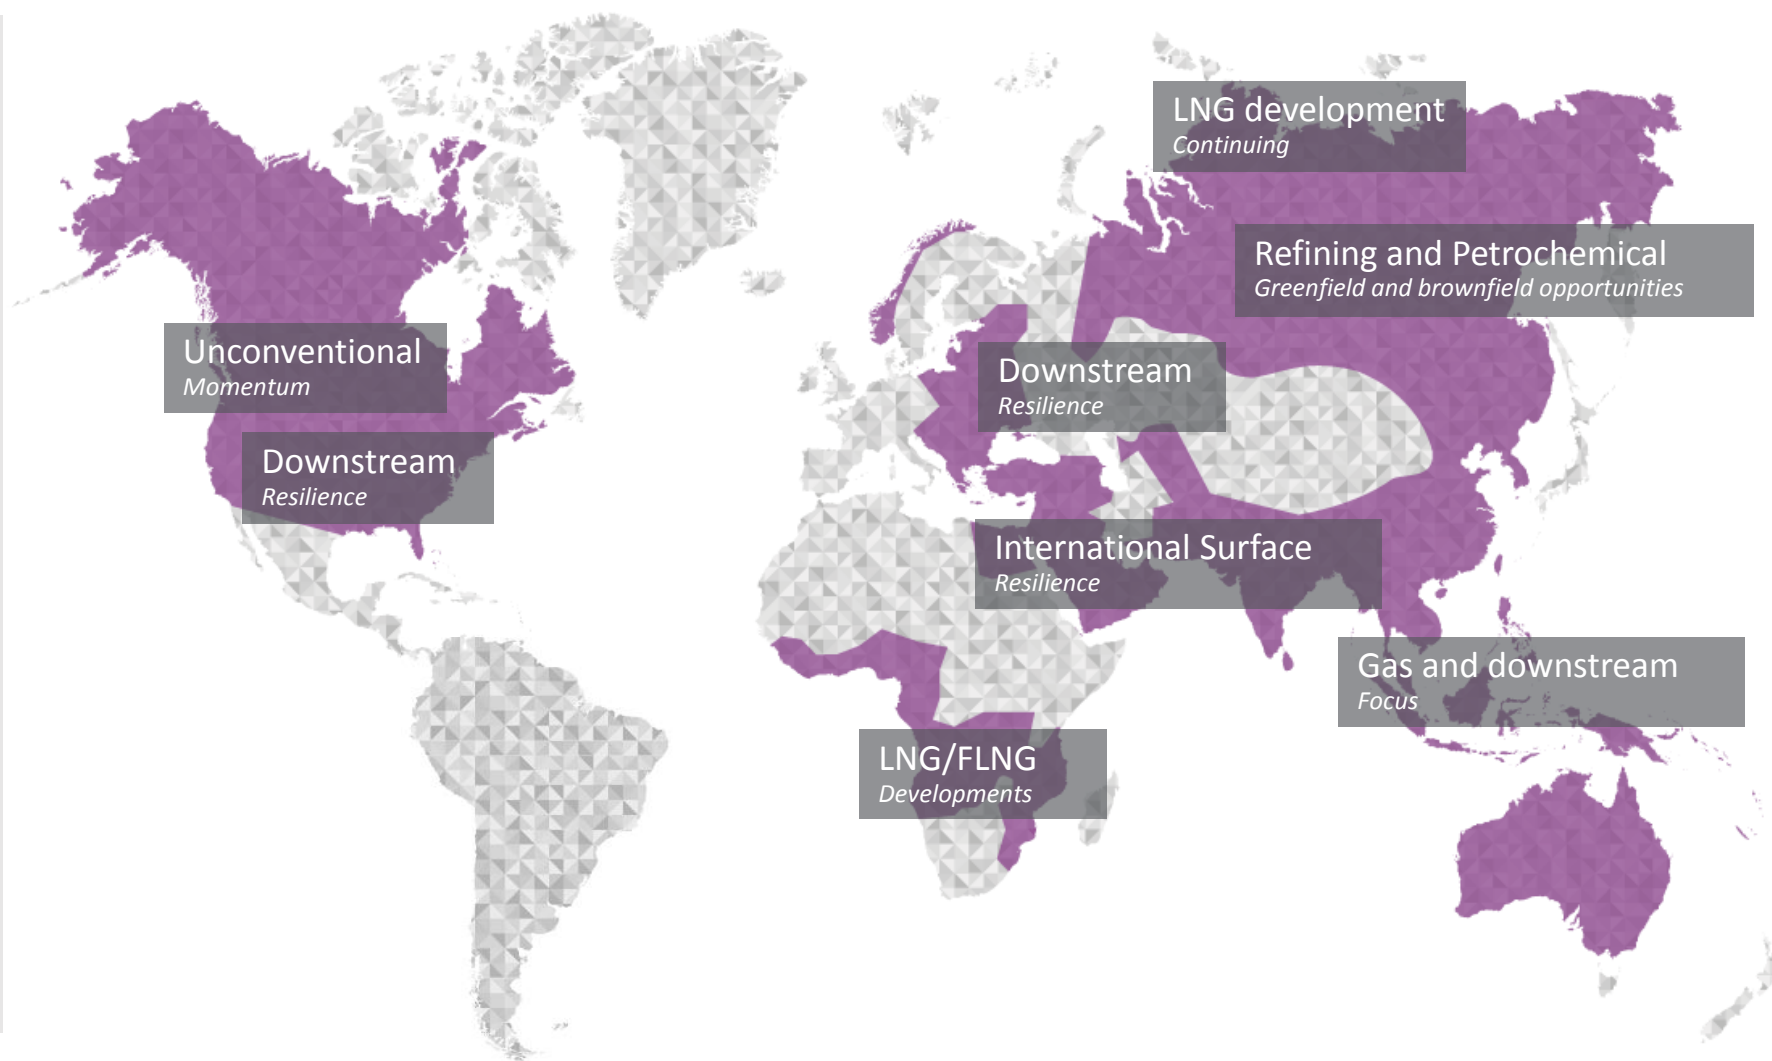 LNG development
Continuing
Refining and Petrochemical
Greenfield and brownfield opportunities
Unconventional
Momentum
Downstream
Resilience
Downstream
Resilience
International Surface
Resilience
Gas and downstream
Focus
LNG/FLNG
Developments